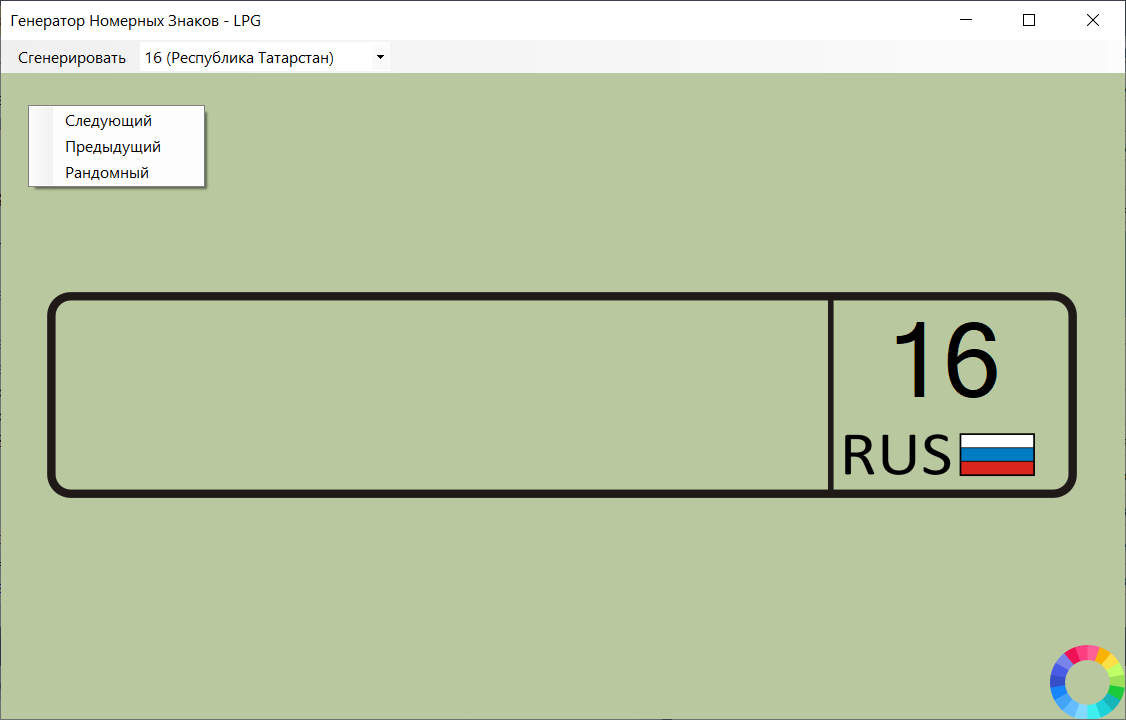 Генератор Номерных Знаков - LPG
Сгенерировать 16 (Республика Татарстан)
Следующий
Предыдущий
Рандомный
16
RUS